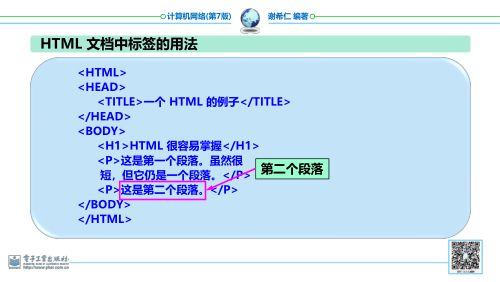 计算机网络(第7版) 谢希仁 编著
HTML 文档中标签的用法
<HTML>
<HEAD>
<TITLE>一个 HTML 的例子</TITLE>
</HEAD>
<BODY>
<H1>HTML 很容易掌握</H1>
<P>这是第一个段落。虽然很
短，但它仍是一个段落。</P>
第二个段落
<P>这是第二个段落。</P>
</BODY>
</HTML>
电子工业出版社
http://www.phei.com.cn